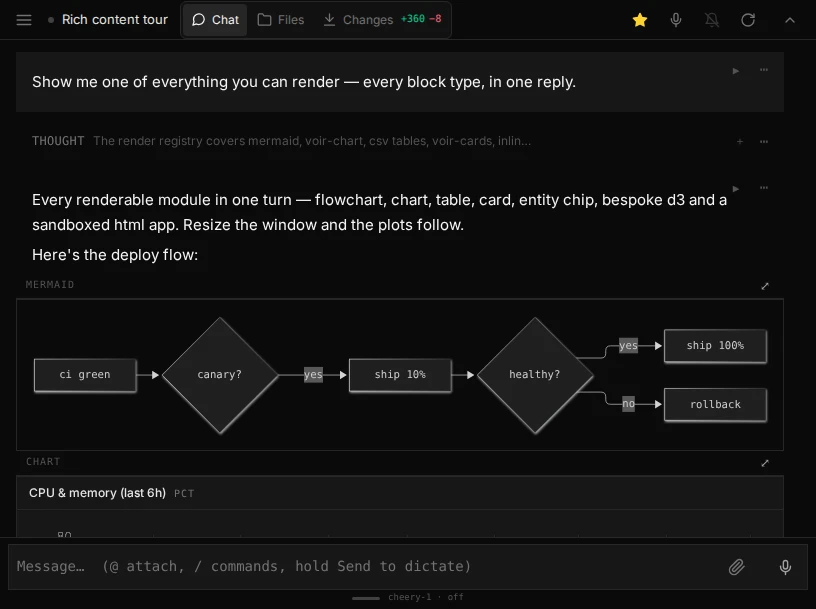 Rich content tour Chat Files Changes +360 −8
Show me one of everything you can render — every block type, in one reply.
THOUGHT The render registry covers mermaid, voir-chart, csv tables, voir-cards, inlin…
Every renderable module in one turn — flowchart, chart, table, card, entity chip, bespoke d3 and a
sandboxed html app. Resize the window and the plots follow.
Here's the deploy flow:
MERMAID
ci green
canary?
yes
ship 10%
healthy?
yes
ship 100%
no
rollback
CHART
CPU & memory (last 6h) PCT
80
Message… (@ attach, / commands, hold Send to dictate)
cheery-1 · off